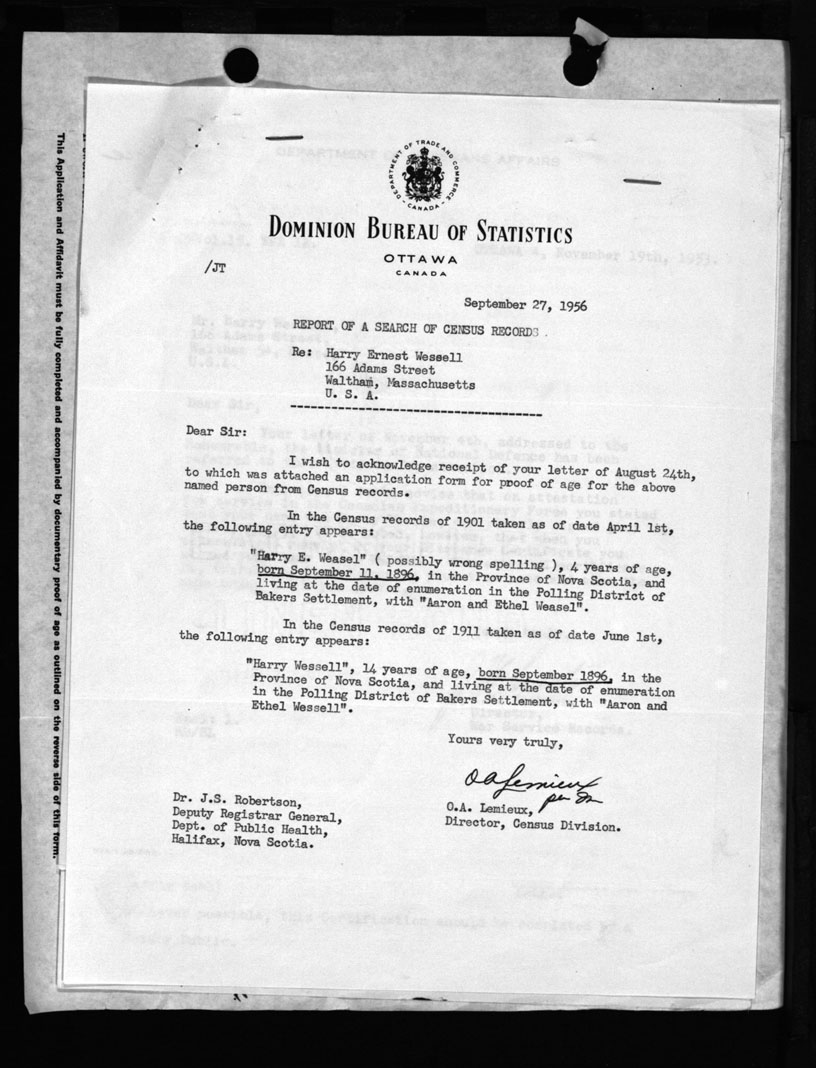 This Application and Affidavit must be fully completed and accompanied by documentary proof of age as outlined on the reverse side of this form.
DEPARTMENT OF TRADE AND COMMERCE
- CANADA -
DOMINION BUREAU OF STATISTICS
OTTAWA
CANADA
/JT
September 27, 1956
REPORT OF A SEARCH OF CENSUS RECORDS.
Re: Harry Ernest Wessell
166 Adams Street
Waltham, Massachusetts
U. S. A.
Dear Sir:
I wish to acknowledge receipt of your letter of August 24th,
to which was attached an application form for proof of age for the above
named person from Census records.
In the Census records of 1901 taken as of date April 1st,
the following entry appears:
"Harry E. Weasel" ( possibly wrong spelling ), 4 years of age,
born September 11, 1896, in the Province of Nova Scotia, and
living at the date of enumeration in the Polling District of
Bakers Settlement, with "Aaron and Ethel Weasel".
In the Census records of 1911 taken as of date June 1st,
the following entry appears:
"Harry Wessell", 14 years of age, born September 1896, in the
Province of Nova Scotia, and living at the date of enumeration
in the Polling District of Bakers Settlement, with "Aaron and
Ethel Wessell".
Yours very truly,
O A Lemieux
per
O.A. Lemieux,
Director, Census Division.
Dr. J.S. Robertson,
Deputy Registrar General,
Dept. of Public Health,
Halifax, Nova Scotia.